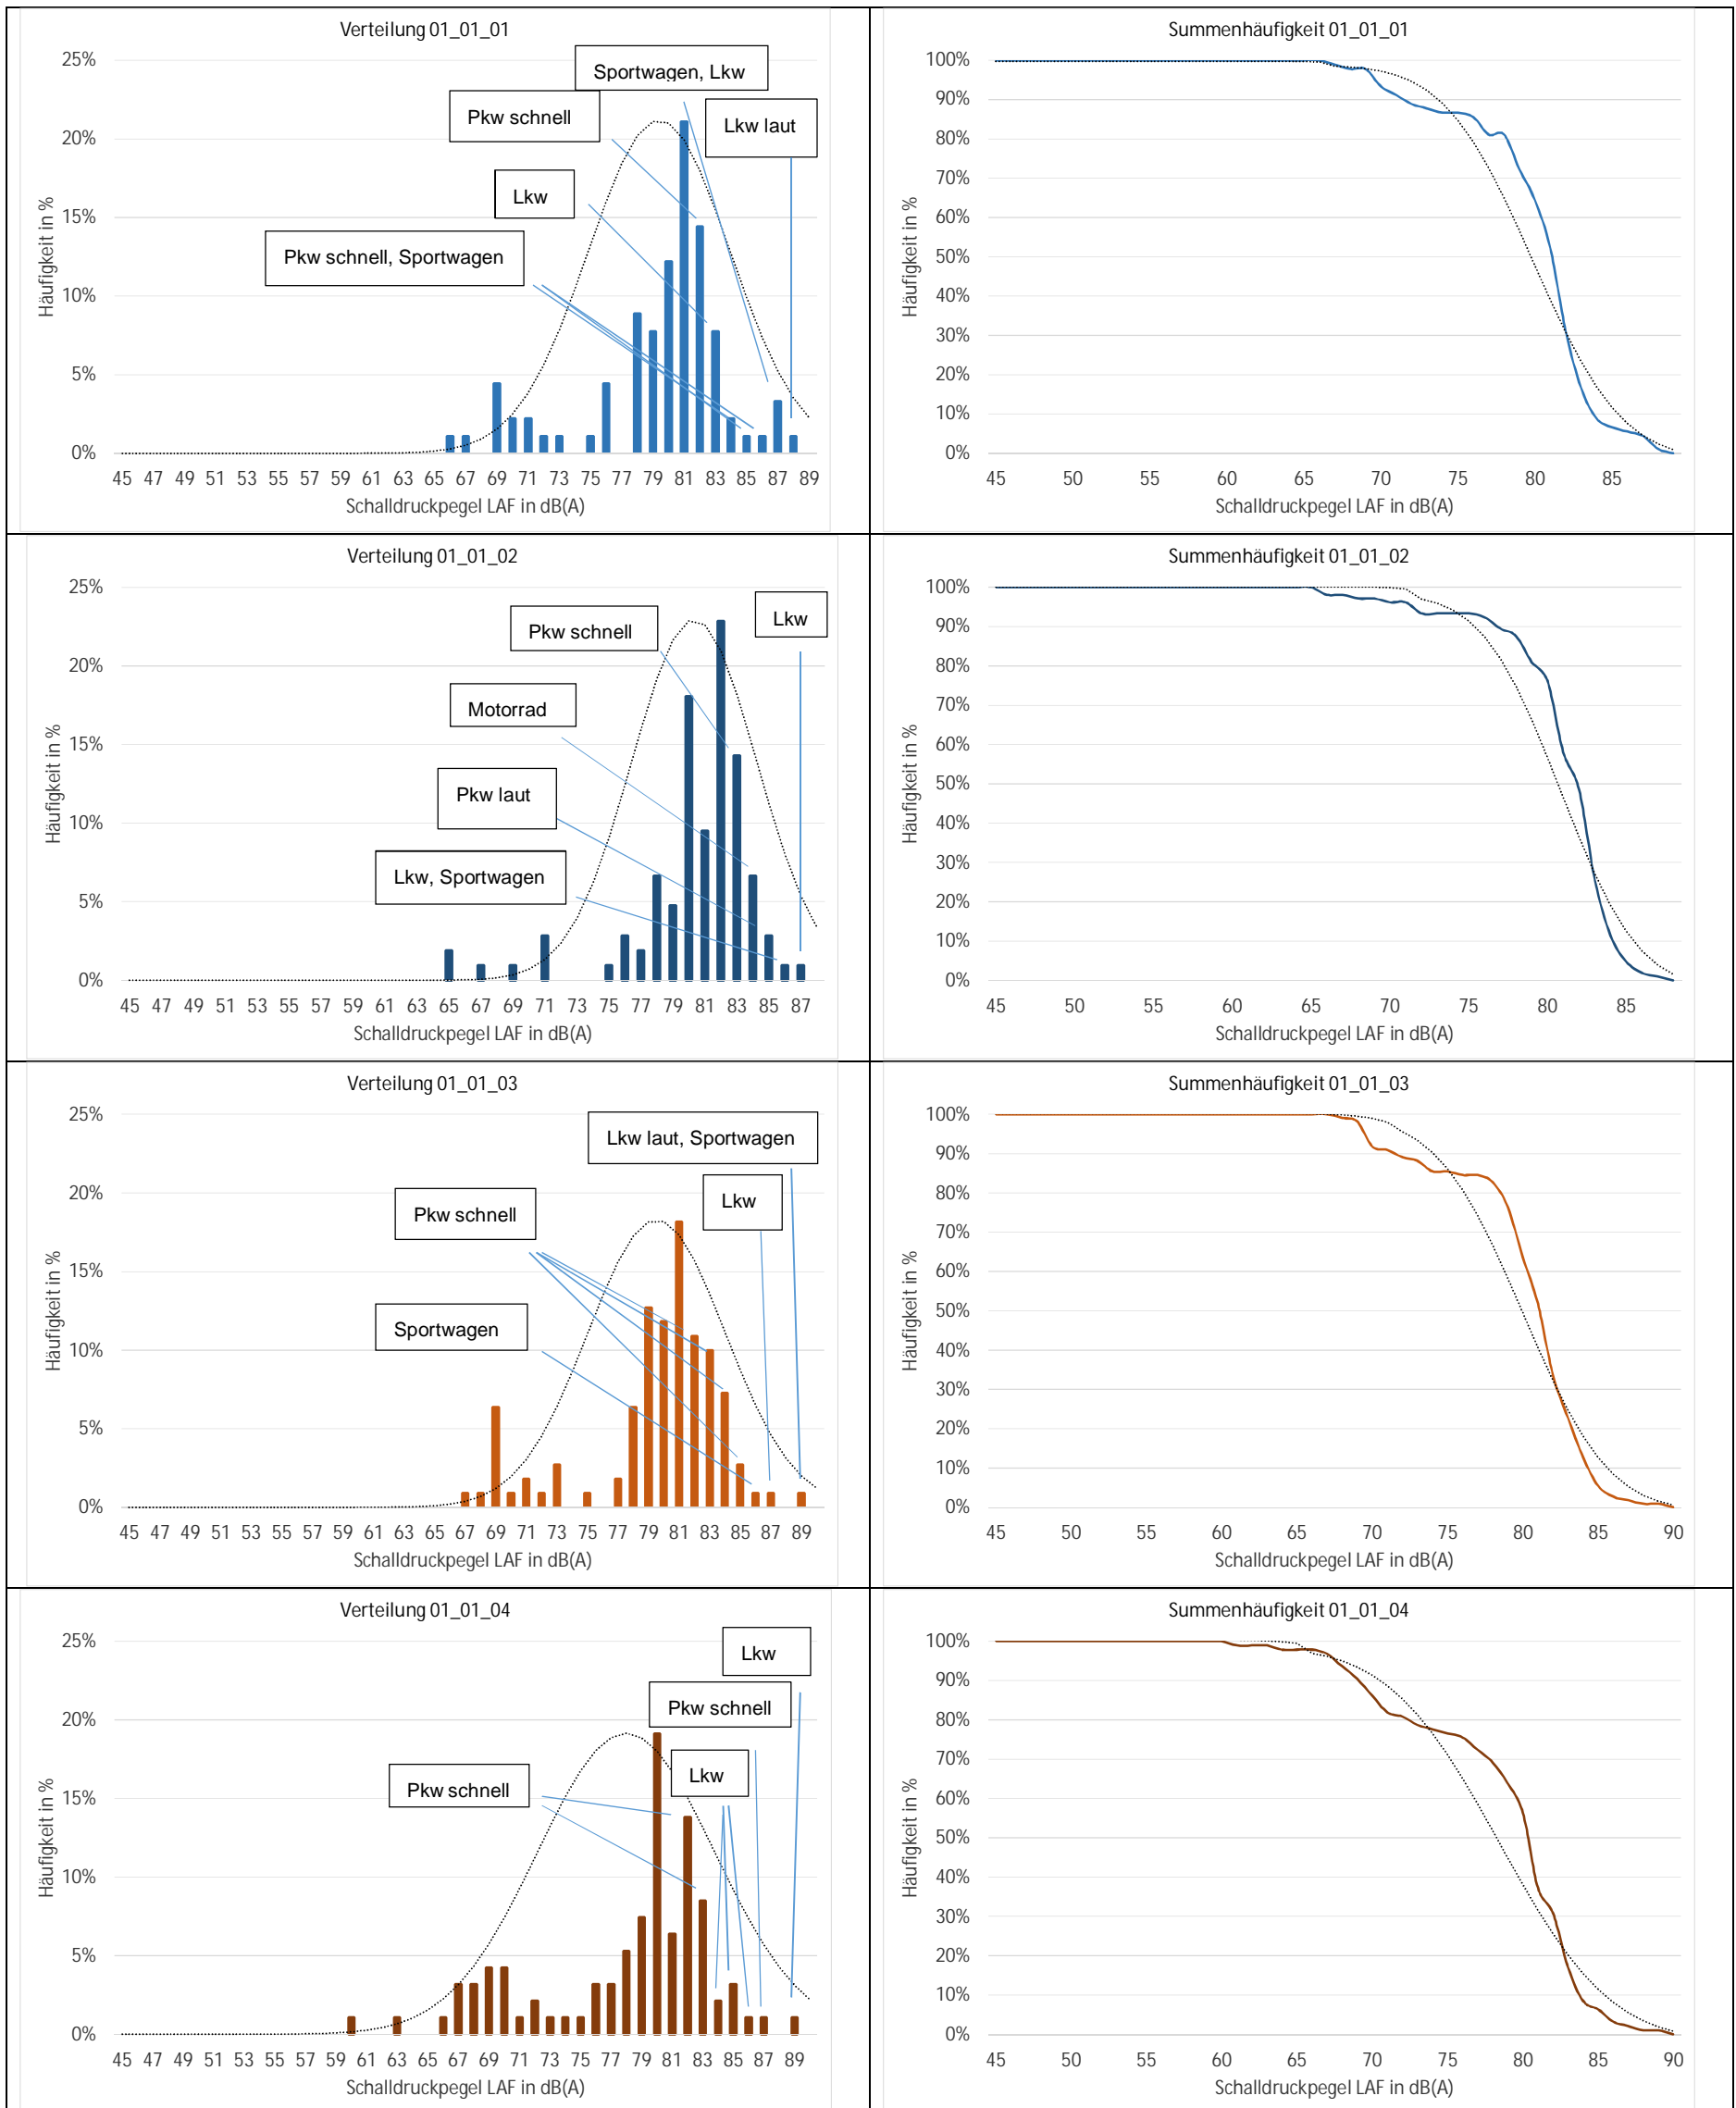 Verteilung 01_01_01
25%
20%
15%
10%
5%
0%
Häufigkeit in %
Sportwagen, Lkw
Pkw schnell
Lkw laut
Lkw
Pkw schnell, Sportwagen
45 47 49 51 53 55 57 59 61 63 65 67 69 71 73 75 77 79 81 83 85 87 89
Schalldruckpegel LAF in dB(A)
Summenhäufigkeit 01_01_01
100%
90%
80%
70%
60%
50%
40%
30%
20%
10%
0%
Häufigkeit in %
45 50 55 60 65 70 75 80 85
Schalldruckpegel LAF in dB(A)
Verteilung 01_01_02
25%
20%
15%
10%
5%
0%
Häufigkeit in %
Lkw
Pkw schnell
Motorrad
Pkw laut
Lkw, Sportwagen
45 47 49 51 53 55 57 59 61 63 65 67 69 71 73 75 77 79 81 83 85 87
Schalldruckpegel LAF in dB(A)
Summenhäufigkeit 01_01_02
100%
90%
80%
70%
60%
50%
40%
30%
20%
10%
0%
Häufigkeit in %
45 50 55 60 65 70 75 80 85
Schalldruckpegel LAF in dB(A)
Verteilung 01_01_03
25%
20%
15%
10%
5%
0%
Häufigkeit in %
Lkw laut, Sportwagen
Lkw
Pkw schnell
Sportwagen
45 47 49 51 53 55 57 59 61 63 65 67 69 71 73 75 77 79 81 83 85 87 89
Schalldruckpegel LAF in dB(A)
Summenhäufigkeit 01_01_03
100%
90%
80%
70%
60%
50%
40%
30%
20%
10%
0%
Häufigkeit in %
45 50 55 60 65 70 75 80 85 90
Schalldruckpegel LAF in dB(A)
Verteilung 01_01_04
25%
20%
15%
10%
5%
0%
Häufigkeit in %
Lkw
Pkw schnell
Lkw
Pkw schnell
45 47 49 51 53 55 57 59 61 63 65 67 69 71 73 75 77 79 81 83 85 87 89
Schalldruckpegel LAF in dB(A)
Summenhäufigkeit 01_01_04
100%
90%
80%
70%
60%
50%
40%
30%
20%
10%
0%
Häufigkeit in %
45 50 55 60 65 70 75 80 85 90
Schalldruckpegel LAF in dB(A)